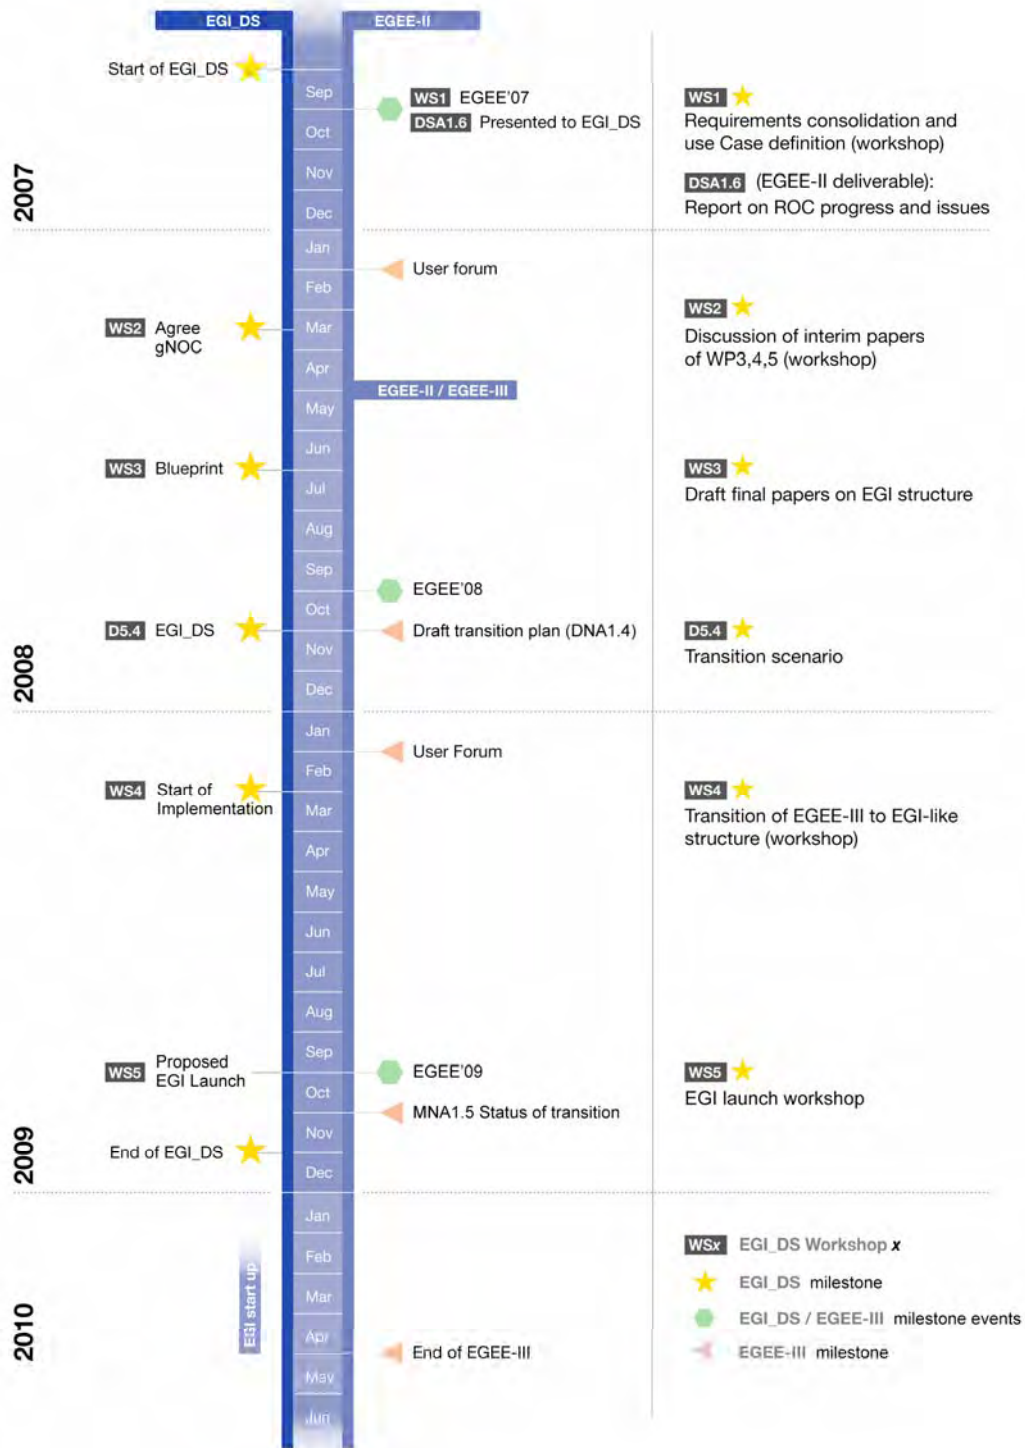 EGI_DS
EGEE-II
Start of EGI_DS
Sep
WS1 EGEE'07
DSA1.6 Presented to EGI_DS
Oct
Nov
Dec
2007
WS1
Requirements consolidation and
use Case definition (workshop)
DSA1.6 (EGEE-II deliverable):
Report on ROC progress and issues
Jan
User forum
Feb
WS2 Agree
gNOC
Mar
Apr
EGEE-II / EGEE-III
May
Jun
WS3 Blueprint
Jul
Aug
Sep
EGEE'08
Oct
D5.4 EGI_DS
Draft transition plan (DNA1.4)
Nov
Dec
2008
WS2
Discussion of interim papers
of WP3,4,5 (workshop)
WS3
Draft final papers on EGI structure
D5.4
Transition scenario
Jan
User Forum
Feb
WS4 Start of
Implementation
Mar
Apr
May
Jun
Jul
Aug
Sep
WS5 Proposed
EGI Launch
EGEE'09
Oct
MNA1.5 Status of transition
Nov
End of EGI_DS
Dec
2009
WS4
Transition of EGEE-III to EGI-like
structure (workshop)
WS5
EGI launch workshop
Jan
Feb
Mar
Apr
May
Jun
EGI start up
End of EGEE-III
2010
WSx EGI_DS Workshop x
EGI_DS milestone
EGI_DS / EGEE-III milestone events
EGEE-III milestone